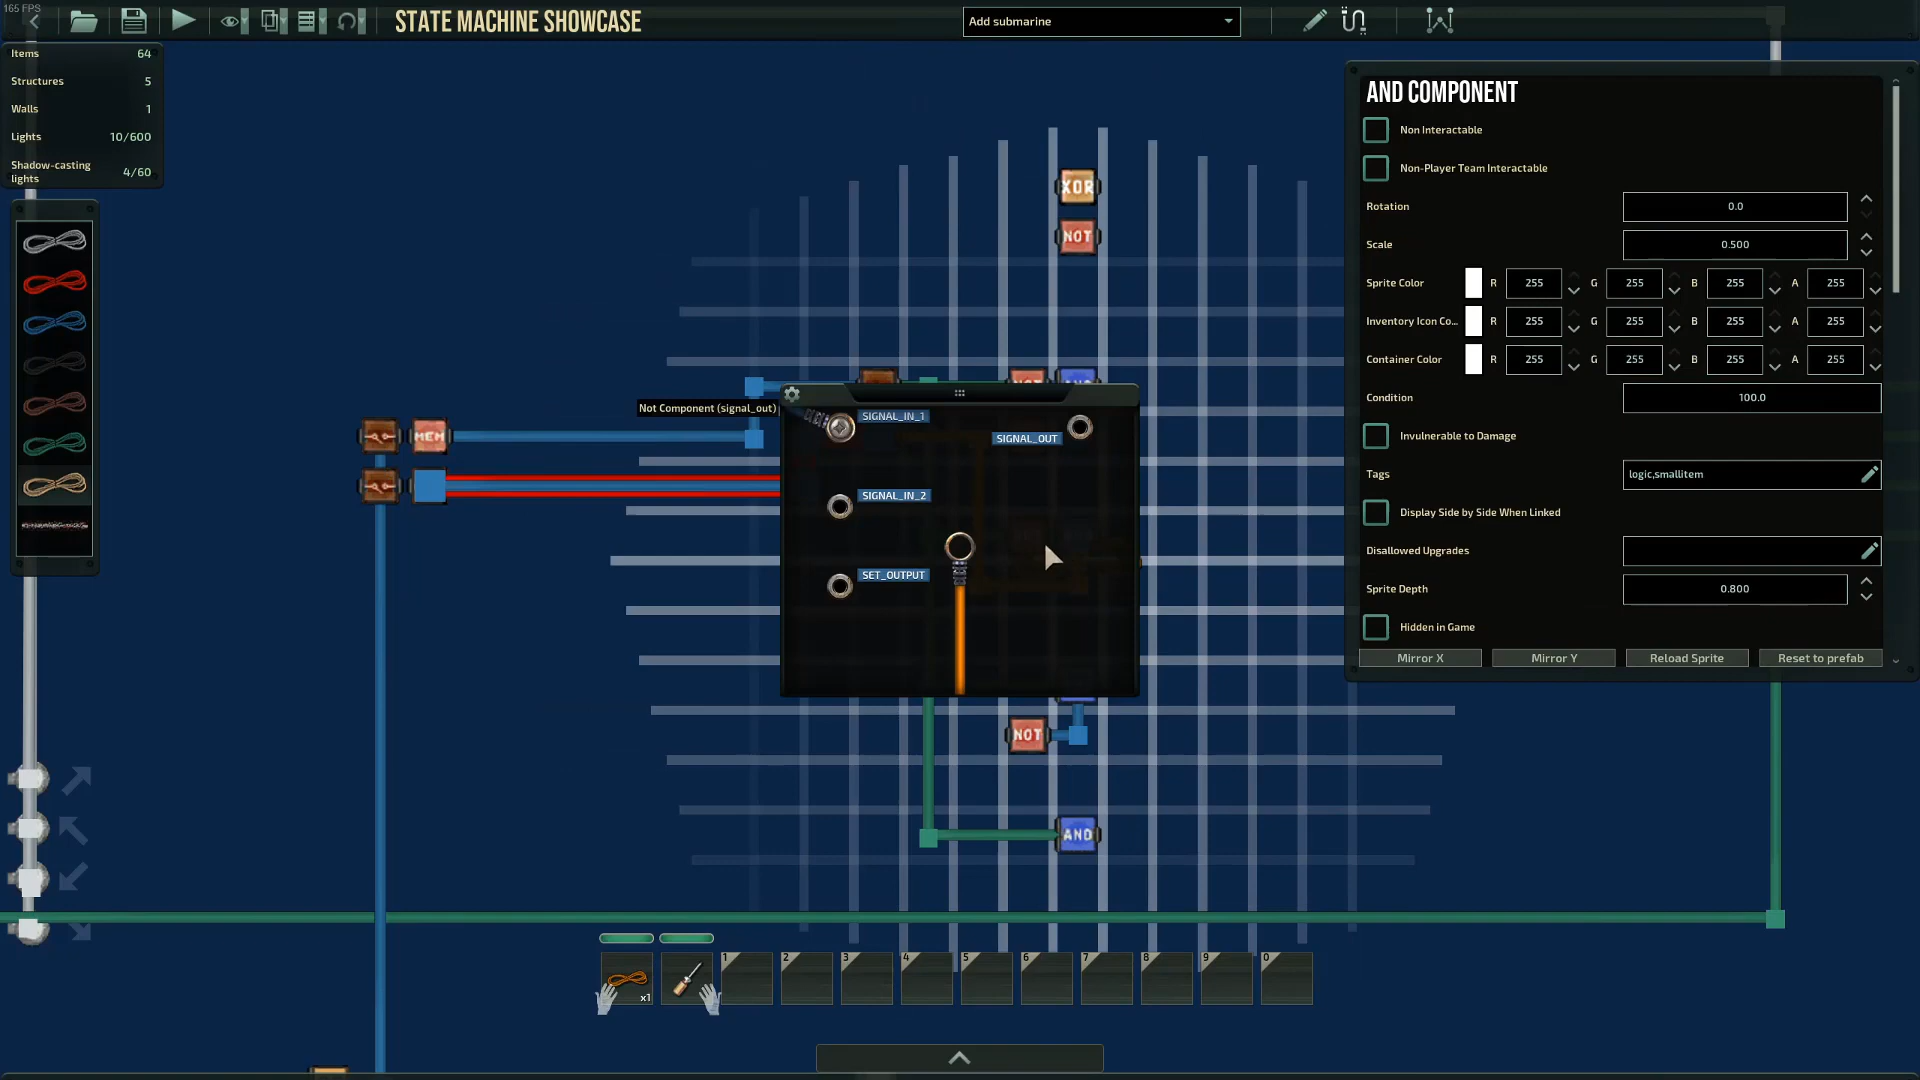 165 FPS
STATE MACHINE SHOWCASE
Add submarine
Items 64
Structures 5
Walls 1
Lights 10/600
Shadow-casting
lights 4/60
AND COMPONENT
Non Interactable
Non-Player Team Interactable
Rotation 0.0
Scale 0.500
Sprite Color R 255 G 255 B 255 A 255
Inventory Icon Co... R 255 G 255 B 255 A 255
Container Color R 255 G 255 B 255 A 255
Condition 100.0
Invulnerable to Damage
Tags logic,smallitem
Display Side by Side When Linked
Disallowed Upgrades
Sprite Depth 0.800
Hidden in Game
Mirror X Mirror Y Reload Sprite Reset to prefab
XOR
NOT
Not Component (signal_out)
SIGNAL_IN_1
SIGNAL_OUT
MEM
SIGNAL_IN_2
SET_OUTPUT
NOT
AND
x1
1 2 3 4 5 6 7 8 9 0